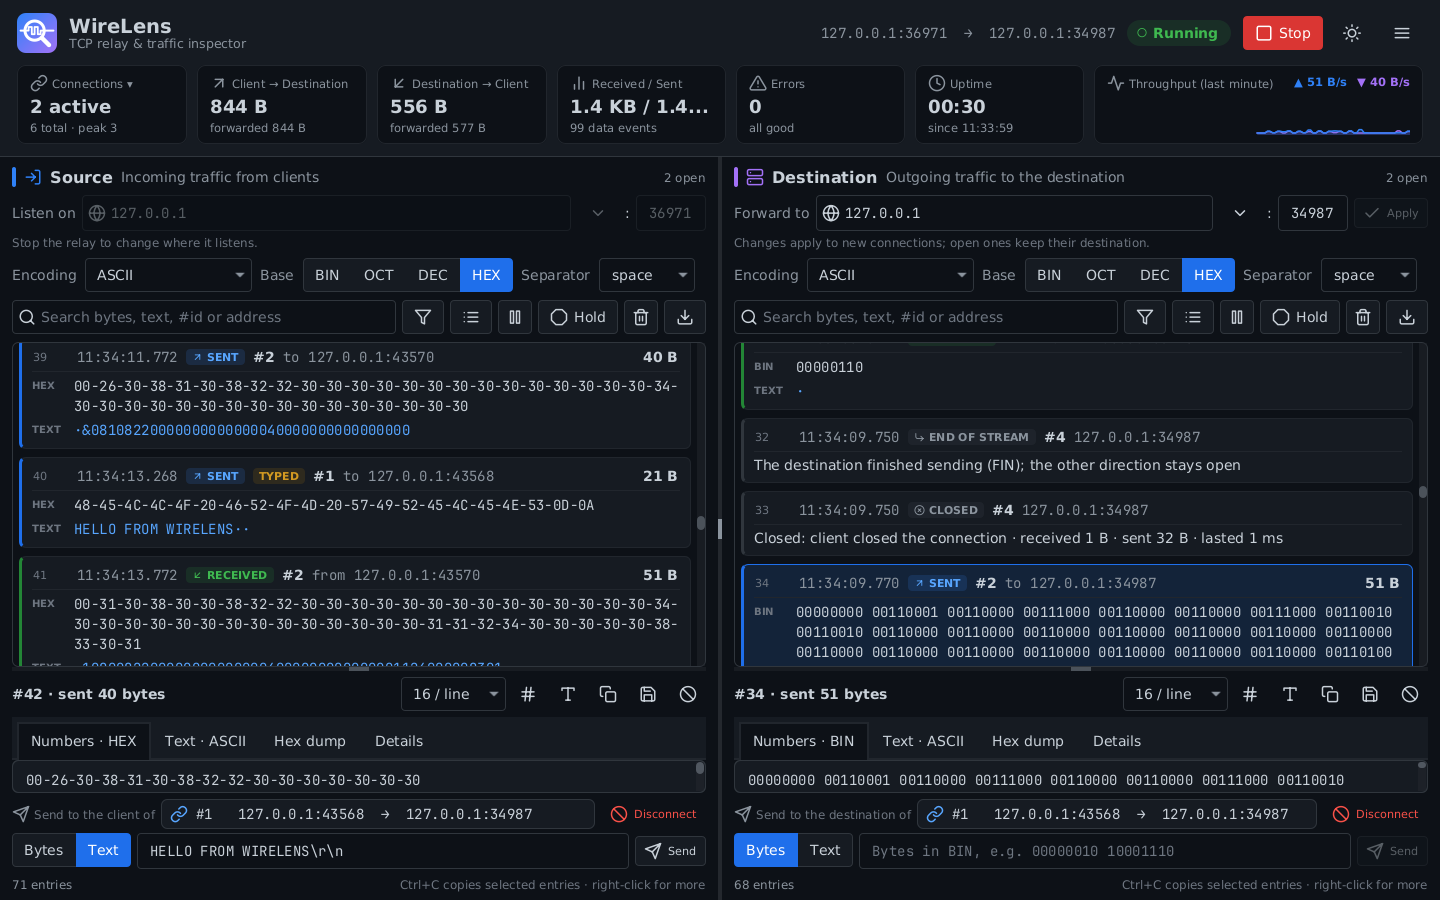 WireLens
TCP relay & traffic inspector
127.0.0.1:36971 → 127.0.0.1:34987
Running
Stop
Connections ▾
2 active
6 total · peak 3
Client → Destination
844 B
forwarded 844 B
Destination → Client
556 B
forwarded 577 B
Received / Sent
1.4 KB / 1.4...
99 data events
Errors
0
all good
Uptime
00:30
since 11:33:59
Throughput (last minute) ▲ 51 B/s ▼ 40 B/s
Source Incoming traffic from clients 2 open
Listen on 127.0.0.1 : 36971
Stop the relay to change where it listens.
Encoding ASCII Base BIN OCT DEC HEX Separator space
Search bytes, text, #id or address Hold
39 11:34:11.772 SENT #2 to 127.0.0.1:43570 40 B
HEX 00-26-30-38-31-30-38-32-32-30-30-30-30-30-30-30-30-30-30-30-30-30-30-34-
30-30-30-30-30-30-30-30-30-30-30-30-30-30-30-30
TEXT ·&081082200000000000000400000000000000000
40 11:34:13.268 SENT TYPED #1 to 127.0.0.1:43568 21 B
HEX 48-45-4C-4C-4F-20-46-52-4F-4D-20-57-49-52-45-4C-45-4E-53-0D-0A
TEXT HELLO FROM WIRELENS··
41 11:34:13.772 RECEIVED #2 from 127.0.0.1:43570 51 B
HEX 00-31-30-38-30-30-38-32-32-30-30-30-30-30-30-30-30-30-30-30-30-30-30-34-
30-30-30-30-30-30-30-30-30-30-30-30-30-30-31-31-32-34-30-30-30-30-30-38-
33-30-31
#42 · sent 40 bytes 16 / line
Numbers · HEX Text · ASCII Hex dump Details
00-26-30-38-31-30-38-32-32-30-30-30-30-30-30-30
Send to the client of #1 127.0.0.1:43568 → 127.0.0.1:34987 Disconnect
Bytes Text HELLO FROM WIRELENS\r\n Send
71 entries Ctrl+C copies selected entries · right-click for more
Destination Outgoing traffic to the destination 2 open
Forward to 127.0.0.1 : 34987 Apply
Changes apply to new connections; open ones keep their destination.
Encoding ASCII Base BIN OCT DEC HEX Separator space
Search bytes, text, #id or address Hold
BIN 00000110
TEXT ·
32 11:34:09.750 END OF STREAM #4 127.0.0.1:34987
The destination finished sending (FIN); the other direction stays open
33 11:34:09.750 CLOSED #4 127.0.0.1:34987
Closed: client closed the connection · received 1 B · sent 32 B · lasted 1 ms
34 11:34:09.770 SENT #2 to 127.0.0.1:34987 51 B
BIN 00000000 00110001 00110000 00111000 00110000 00110000 00111000 00110010
00110010 00110000 00110000 00110000 00110000 00110000 00110000 00110000
00110000 00110000 00110000 00110000 00110000 00110000 00110000 00110100
#34 · sent 51 bytes 16 / line
Numbers · BIN Text · ASCII Hex dump Details
00000000 00110001 00110000 00111000 00110000 00110000 00111000 00110010
Send to the destination of #1 127.0.0.1:43568 → 127.0.0.1:34987 Disconnect
Bytes Text Bytes in BIN, e.g. 00000010 10001110 Send
68 entries Ctrl+C copies selected entries · right-click for more